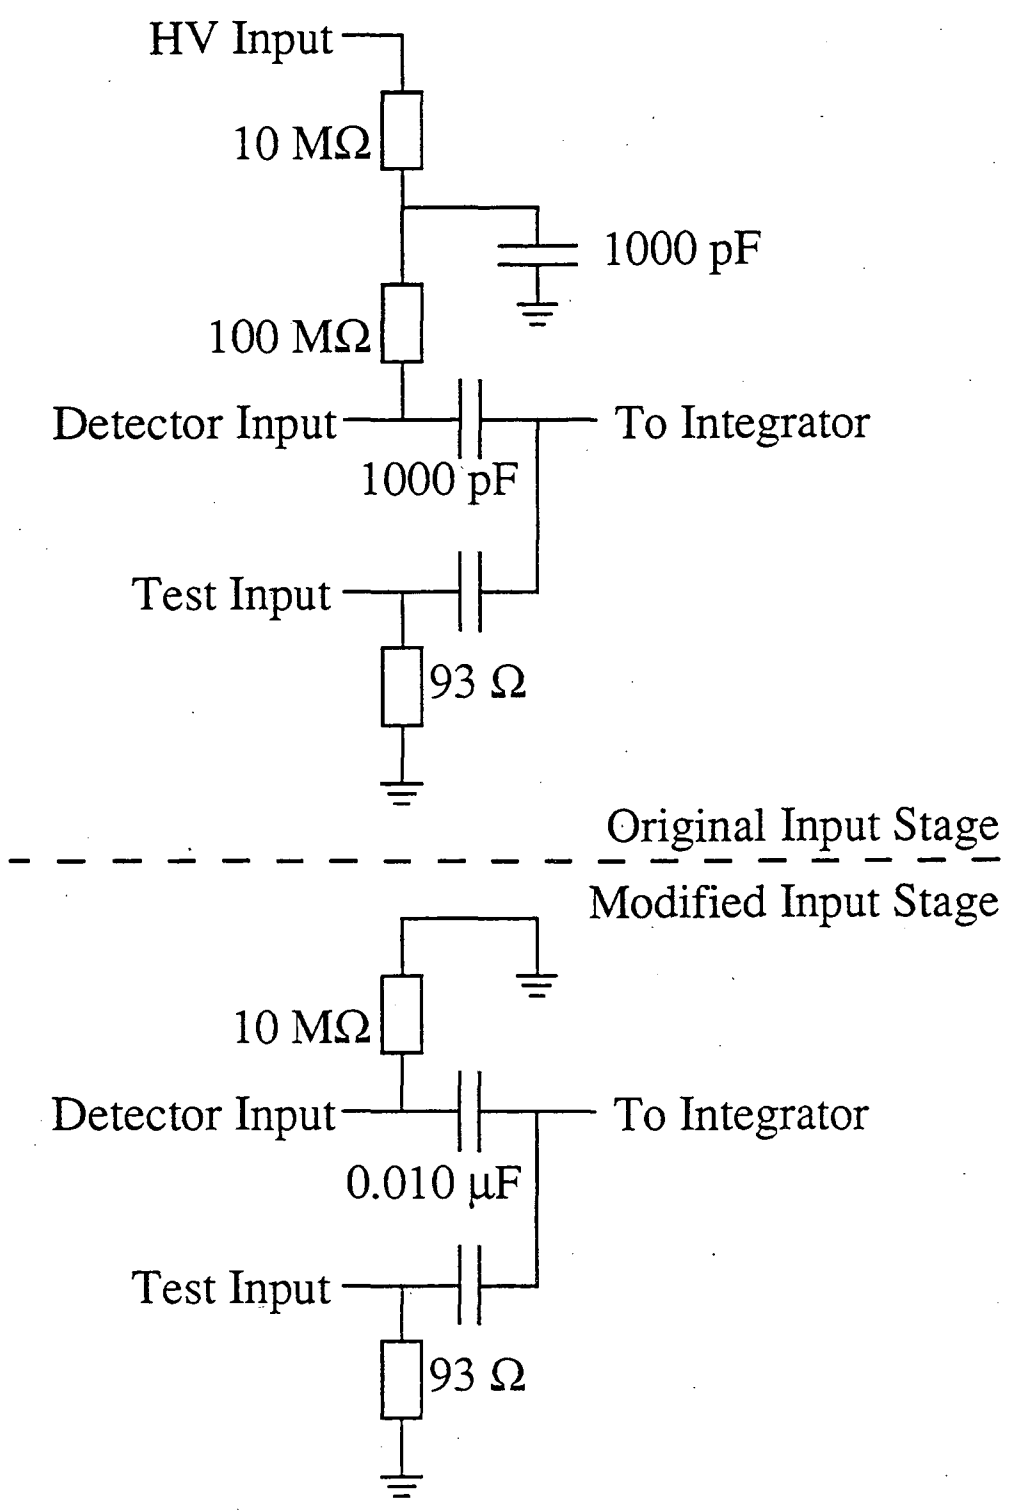 HV Input
10 MΩ
1000 pF
100 MΩ
Detector Input
To Integrator
1000 pF
Test Input
93 Ω
Original Input Stage
Modified Input Stage
10 MΩ
Detector Input
To Integrator
0.010 µF
Test Input
93 Ω